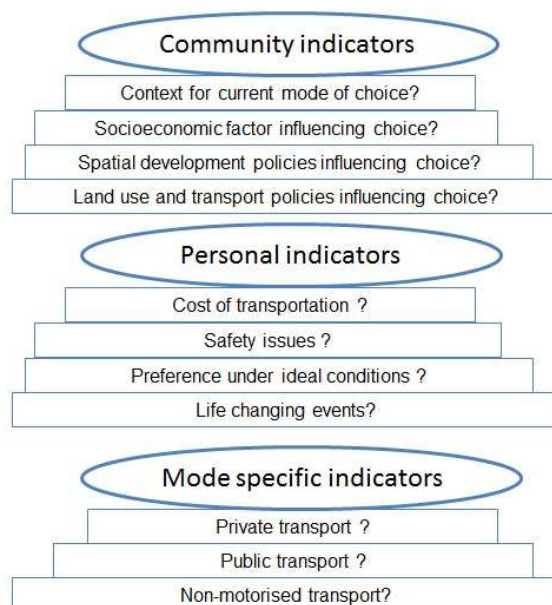 Community indicators
Context for current mode of choice?
Socioeconomic factor influencing choice?
Spatial development policies influencing choice?
Land use and transport policies influencing choice?
Personal indicators
Cost of transportation ?
Safety issues ?
Preference under ideal conditions ?
Life changing events?
Mode specific indicators
Private transport ?
Public transport ?
Non-motorised transport?